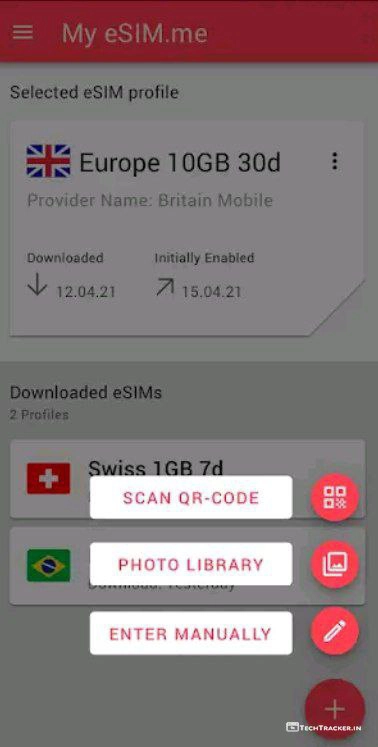 My eSIM.me
Selected eSIM profile
Europe 10GB 30d
Provider Name: Britain Mobile
Downloaded Initially Enabled
12.04.21 15.04.21
Downloaded eSIMs
2 Profiles
Swiss 1GB 7d
SCAN QR-CODE
PHOTO LIBRARY
Download: Yesterday
ENTER MANUALLY
TECHTRACKER.IN